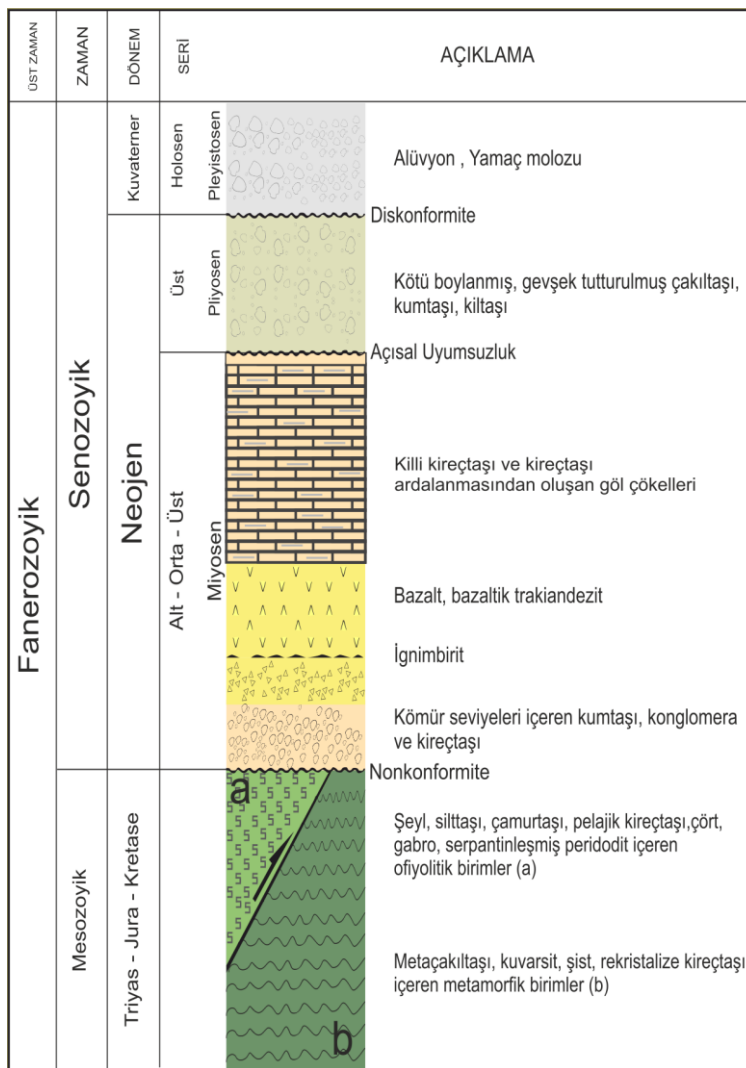 ÜST ZAMAN
ZAMAN
DÖNEM
SERİ
AÇIKLAMA
Fanerozoyik
Senozoyik
Kuvaterner
Holosen
Pleyistosen
Alüvyon , Yamaç molozu
Diskonformite
Neojen
Üst
Pliyosen
Kötü boylanmış, gevşek tutturulmuş çakıltaşı,
kumtaşı, kiltaşı
Açısal Uyumsuzluk
Alt - Orta - Üst
Miyosen
Killi kireçtaşı ve kireçtaşı
ardalanmasından oluşan göl çökelleri
Bazalt, bazaltik trakiandezit
İgnimbirit
Kömür seviyeleri içeren kumtaşı, konglomera
ve kireçtaşı
Nonkonformite
Mesozoyik
Triyas - Jura - Kretase
a
Şeyl, silttaşı, çamurtaşı, pelajik kireçtaşı,çört,
gabro, serpantinleşmiş peridodit içeren
ofiyolitik birimler (a)
Metaçakıltaşı, kuvarsit, şist, rekristalize kireçtaşı
içeren metamorfik birimler (b)
b